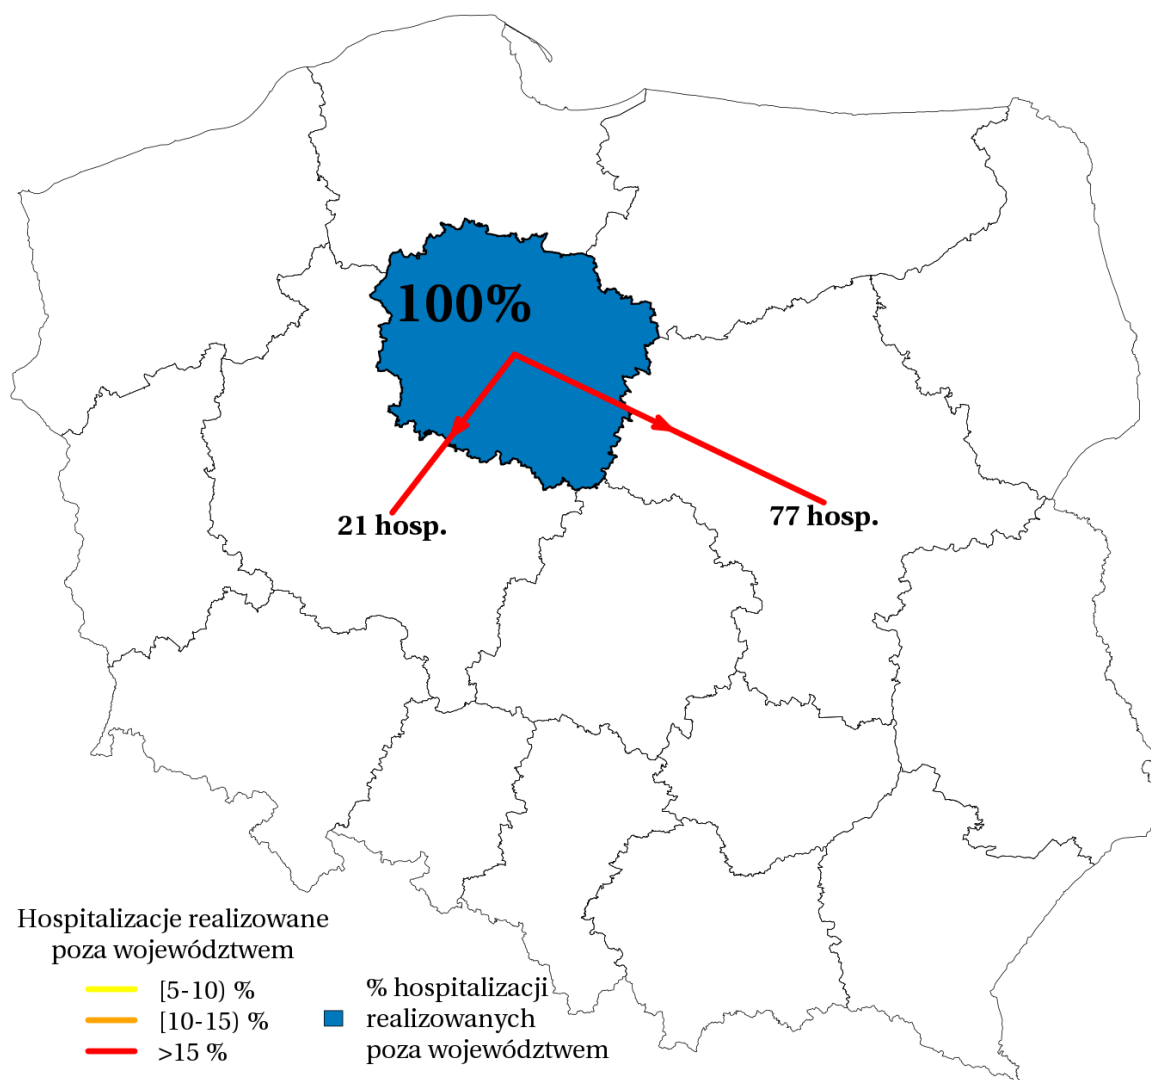 100%
21 hosp.
77 hosp.
Hospitalizacje realizowane
poza województwem
[5-10) %
[10-15) %
>15 %
% hospitalizacji
realizowanych
poza województwem